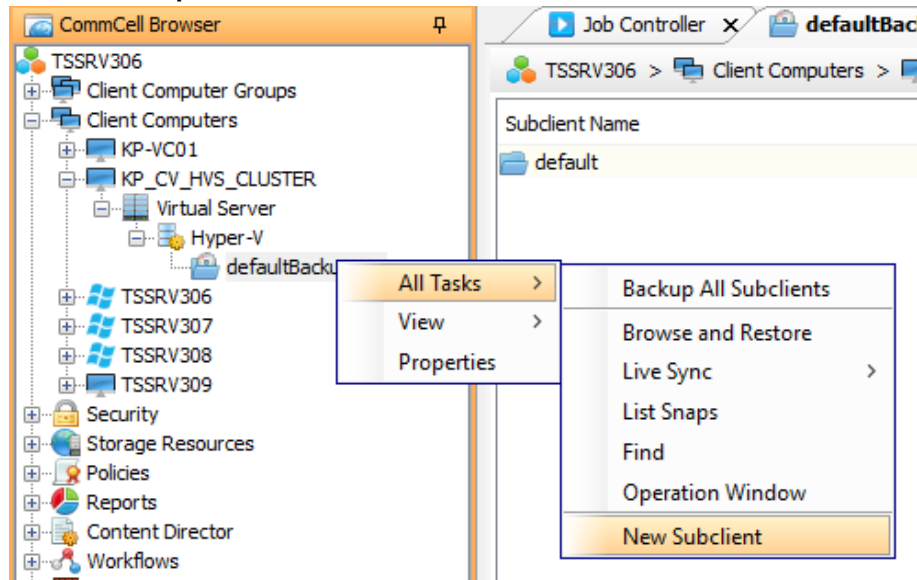 CommCell Browser
TSSRV306
Client Computer Groups
Client Computers
KP-VC01
KP_CV_HVS_CLUSTER
Virtual Server
Hyper-V
defaultBacku
TSSRV306
TSSRV307
TSSRV308
TSSRV309
Security
Storage Resources
Policies
Reports
Content Director
Workflows
Job Controller
defaultBac
TSSRV306 > Client Computers >
Subclient Name
default
All Tasks >
View >
Properties
Backup All Subclients
Browse and Restore
Live Sync >
List Snaps
Find
Operation Window
New Subclient